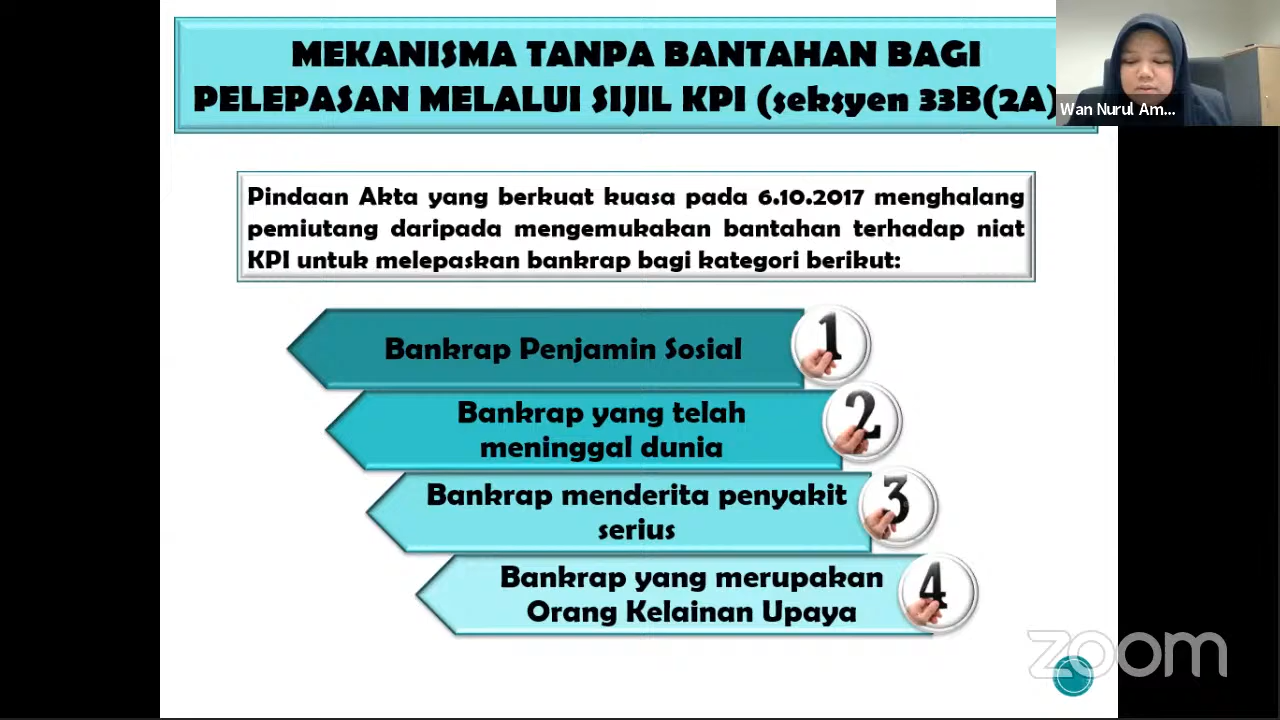 MEKANISMA TANPA BANTAHAN BAGI
PELEPASAN MELALUI SIJIL KPI (seksyen 33B(2A)
Wan Nurul Am...
Pindaan Akta yang berkuat kuasa pada 6.10.2017 menghalang
pemiutang daripada mengemukakan bantahan terhadap niat
KPI untuk melepaskan bankrap bagi kategori berikut:
Bankrap Penjamin Sosial
1
Bankrap yang telah
meninggal dunia
2
Bankrap menderita penyakit
serius
3
Bankrap yang merupakan
Orang Kelainan Upaya
4
zoom